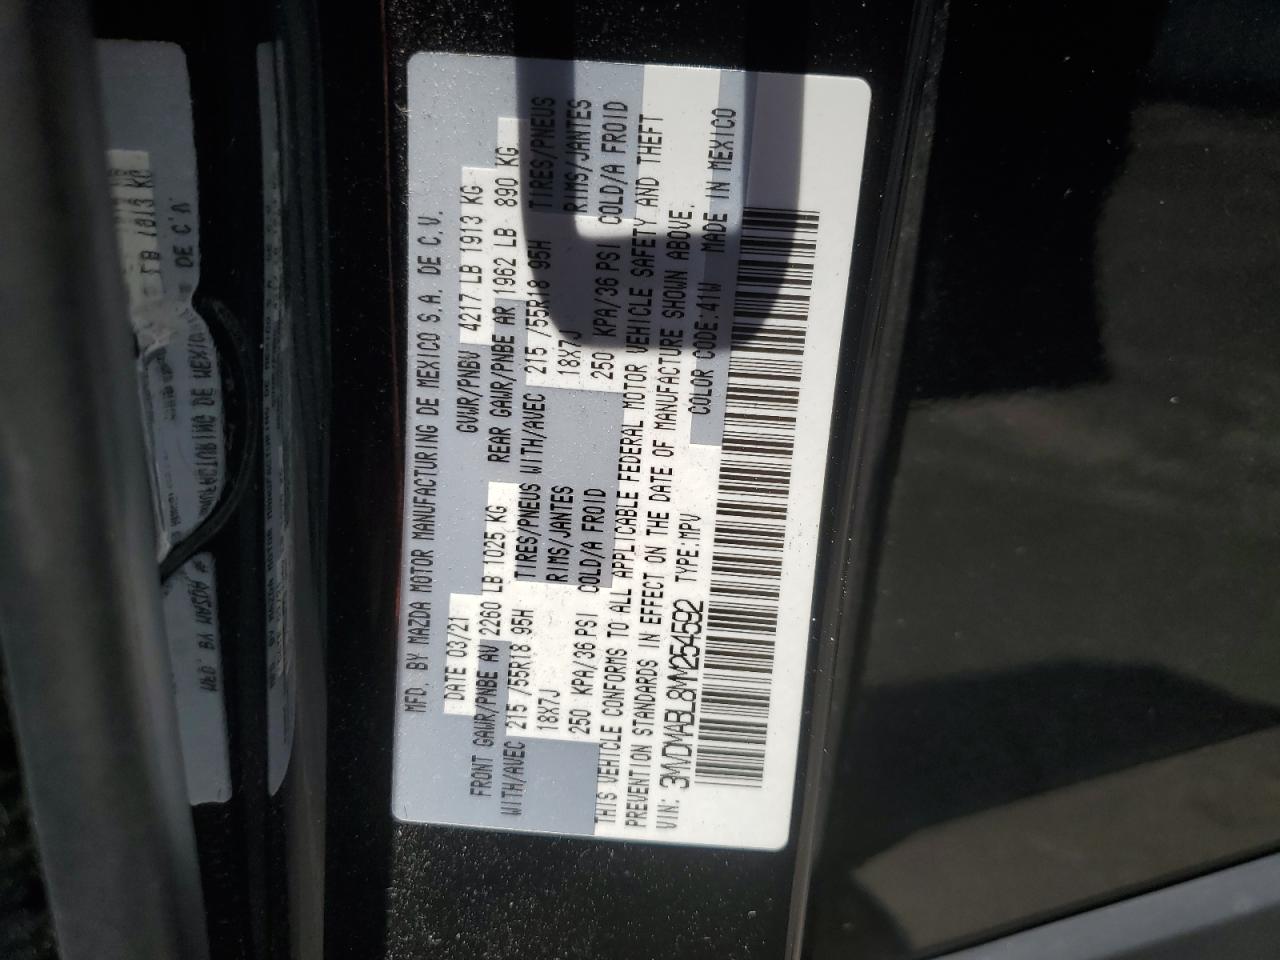 MFD. BY MAZDA MOTOR MANUFACTURING DE MEXICO S.A. DE C.V.
DATE 03/21 GVWR/PNBV 4217 LB 1913 KG
FRONT GAWR/PNBE AV 2260 LB 1025 KG REAR GAWR/PNBE AR 1962 LB 890 KG
WITH/AVEC 215 /55R18 95H TIRES/PNEUS WITH/AVEC 215 /55R18 95H TIRES/PNEUS
18X7J RIMS/JANTES 18X7J RIMS/JANTES
250 KPA/36 PSI COLD/A FROID 250 KPA/36 PSI COLD/A FROID
THIS VEHICLE CONFORMS TO ALL APPLICABLE FEDERAL MOTOR VEHICLE SAFETY AND THEFT
PREVENTION STANDARDS IN EFFECT ON THE DATE OF MANUFACTURE SHOWN ABOVE.
VIN: 3MVDMABL8MM254592 TYPE:MPV COLOR CODE:41W MADE IN MEXICO